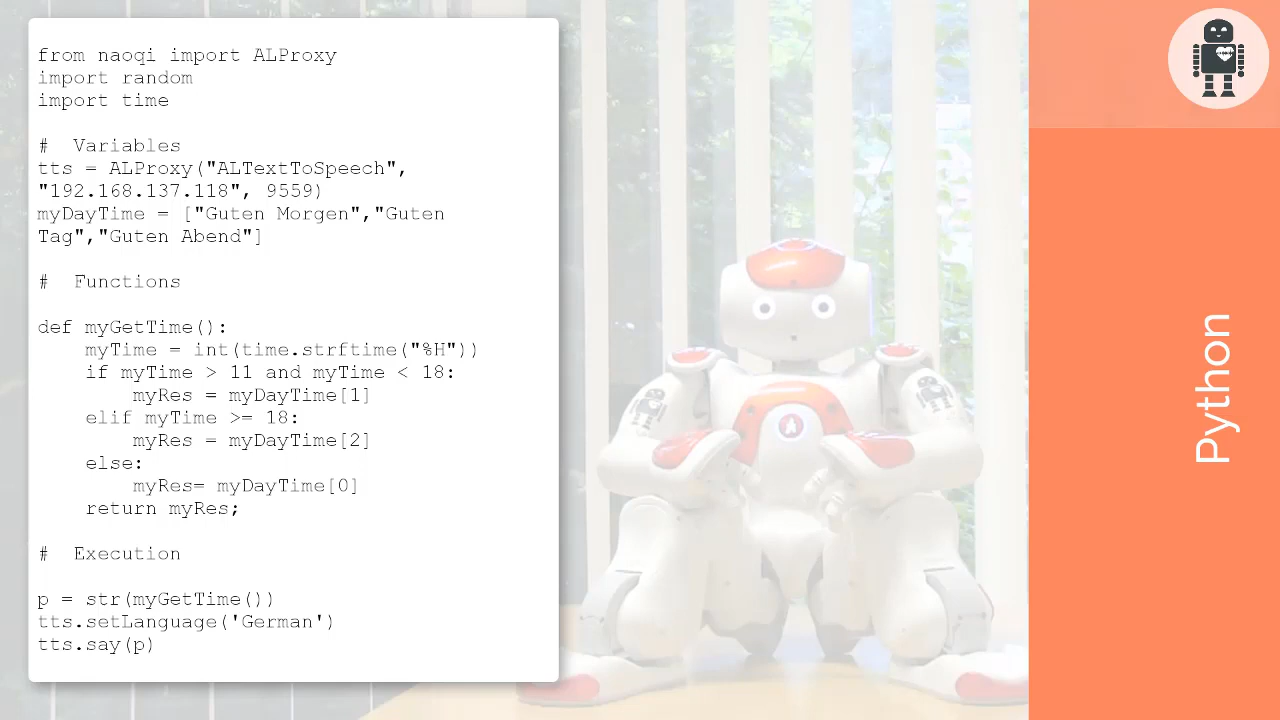 from naoqi import ALProxy
import random
import time
#  Variables
tts = ALProxy("ALTextToSpeech",
"192.168.137.118", 9559)
myDayTime = ["Guten Morgen","Guten
Tag","Guten Abend"]
#  Functions
def myGetTime():
    myTime = int(time.strftime("%H"))
    if myTime > 11 and myTime < 18:
        myRes = myDayTime[1]
    elif myTime >= 18:
        myRes = myDayTime[2]
    else:
        myRes= myDayTime[0]
    return myRes;
#  Execution
p = str(myGetTime())
tts.setLanguage('German')
tts.say(p)
Python